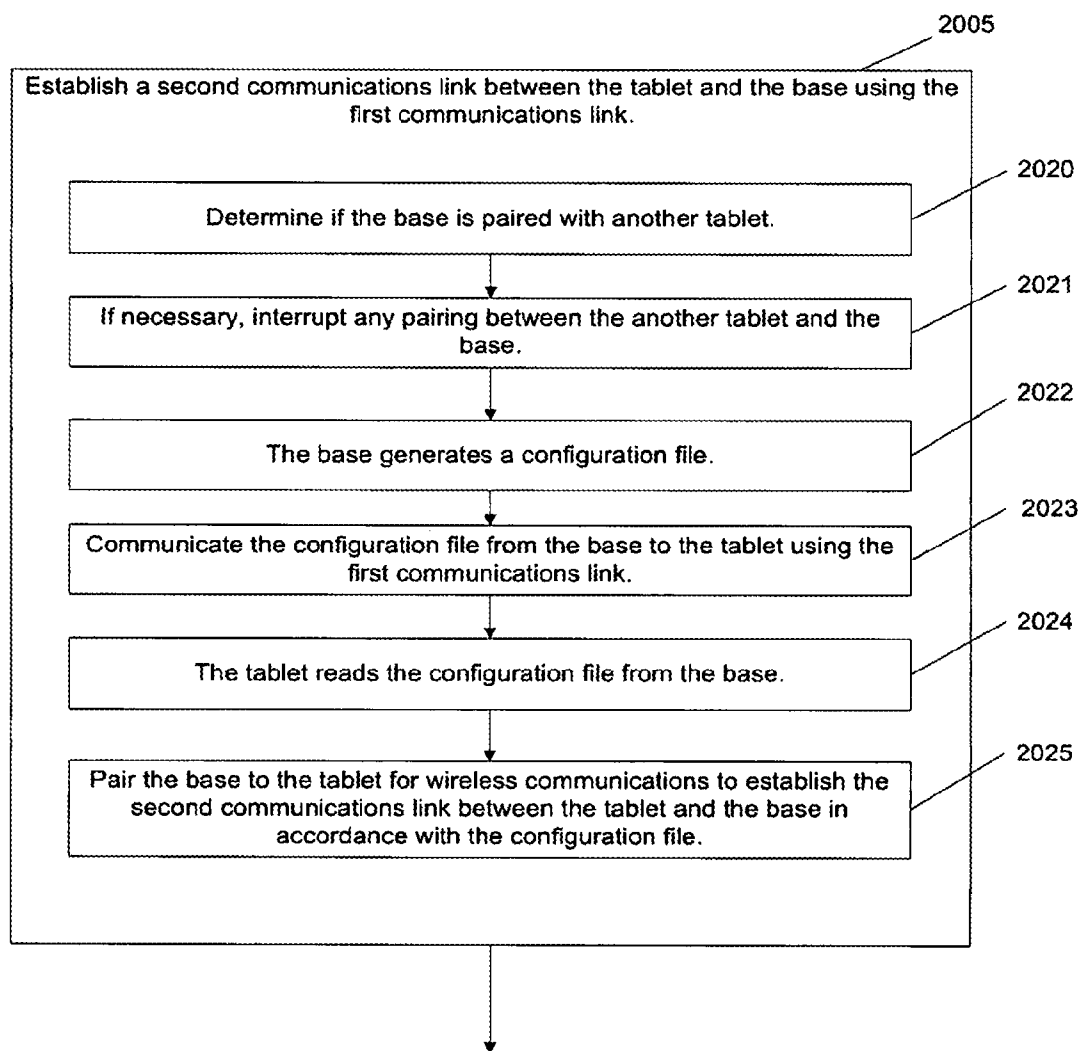 2005
Establish a second communications link between the tablet and the base using the
first communications link.
2020
Determine if the base is paired with another tablet.
2021
If necessary, interrupt any pairing between the another tablet and the
base.
2022
The base generates a configuration file.
2023
Communicate the configuration file from the base to the tablet using the
first communications link.
2024
The tablet reads the configuration file from the base.
2025
Pair the base to the tablet for wireless communications to establish the
second communications link between the tablet and the base in
accordance with the configuration file.